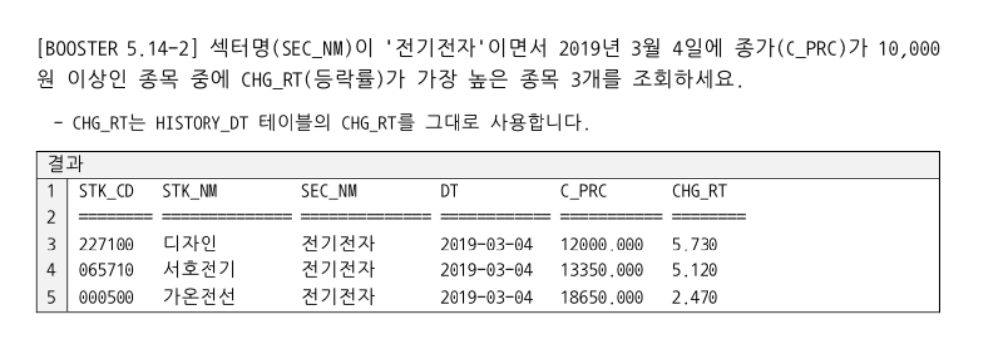 [BOOSTER 5.14-2] 섹터명(SEC_NM)이 '전기전자'이면서 2019년 3월 4일에 종가(C_PRC)가 10,000
원 이상인 종목 중에 CHG_RT(등락률)가 가장 높은 종목 3개를 조회하세요.
- CHG_RT는 HISTORY_DT 테이블의 CHG_RT를 그대로 사용합니다.
결과
1 STK_CD STK_NM SEC_NM DT C_PRC CHG_RT
2 ======== ============== ============== ============ =========== ========
3 227100 디자인 전기전자 2019-03-04 12000.000 5.730
4 065710 서호전기 전기전자 2019-03-04 13350.000 5.120
5 000500 가온전선 전기전자 2019-03-04 18650.000 2.470